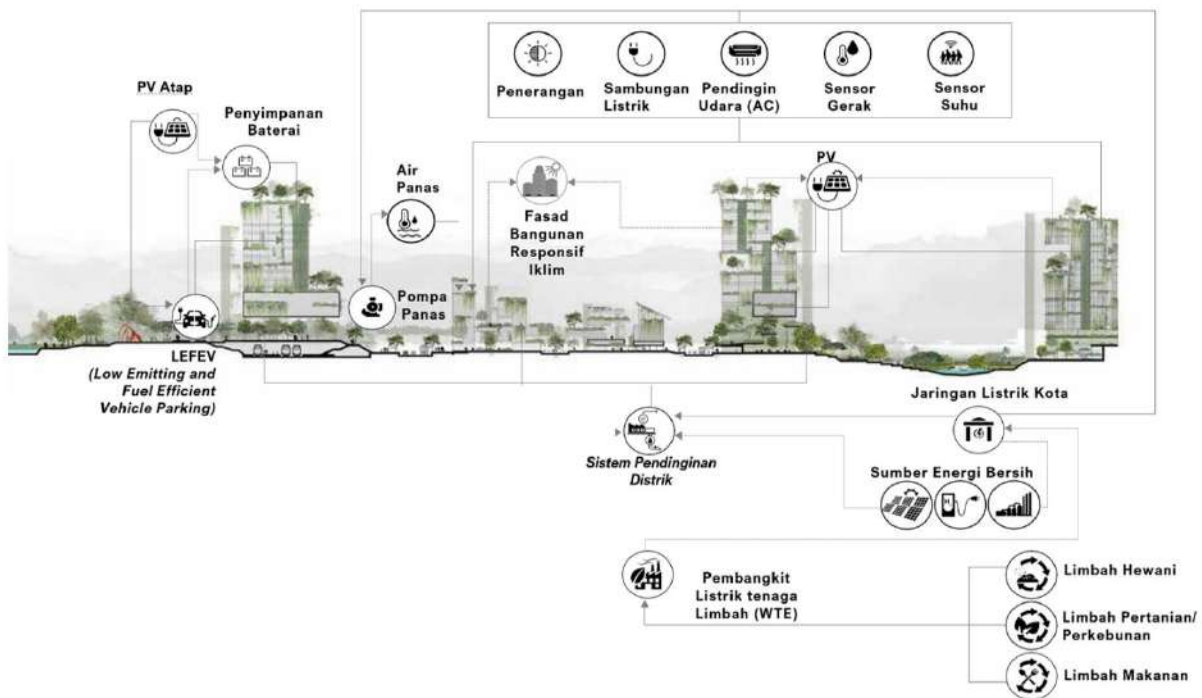 Penerangan
Sambungan
Listrik
Pendingin
Udara (AC)
Sensor
Gerak
Sensor
Suhu
PV Atap
Penyimpanan
Baterai
Air
Panas
Fasad
Bangunan
Responsif
Iklim
PV
Pompa
Panas
LEFEV
(Low Emitting and
Fuel Efficient
Vehicle Parking)
Jaringan Listrik Kota
Sistem Pendinginan
Distrik
Sumber Energi Bersih
H₂
Pembangkit
Listrik tenaga
Limbah (WTE)
Limbah Hewani
Limbah Pertanian/
Perkebunan
Limbah Makanan